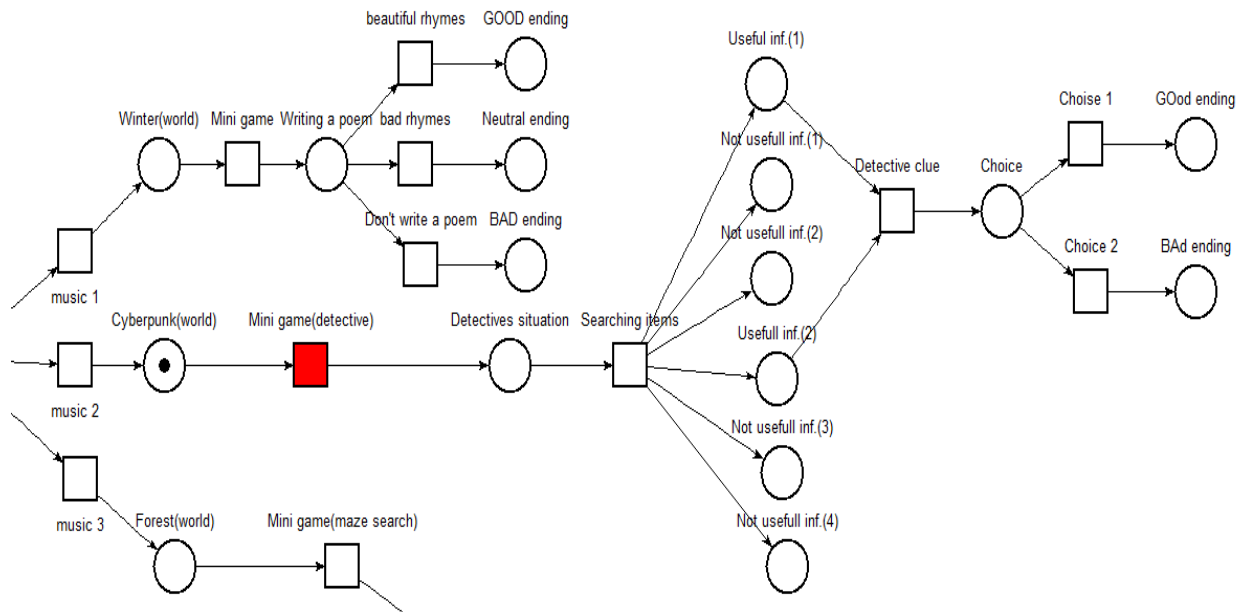 beautiful rhymes
GOOD ending
Useful inf.(1)
Choise 1
GOod ending
Winter(world)
Mini game
Writing a poem
bad rhymes
Neutral ending
Not usefull inf.(1)
Detective clue
Choice
Don't write a poem
BAD ending
Not usefull inf.(2)
Choice 2
BAd ending
music 1
Cyberpunk(world)
Mini game(detective)
Detectives situation
Searching items
Usefull inf.(2)
music 2
Not usefull inf.(3)
music 3
Forest(world)
Mini game(maze search)
Not usefull inf.(4)